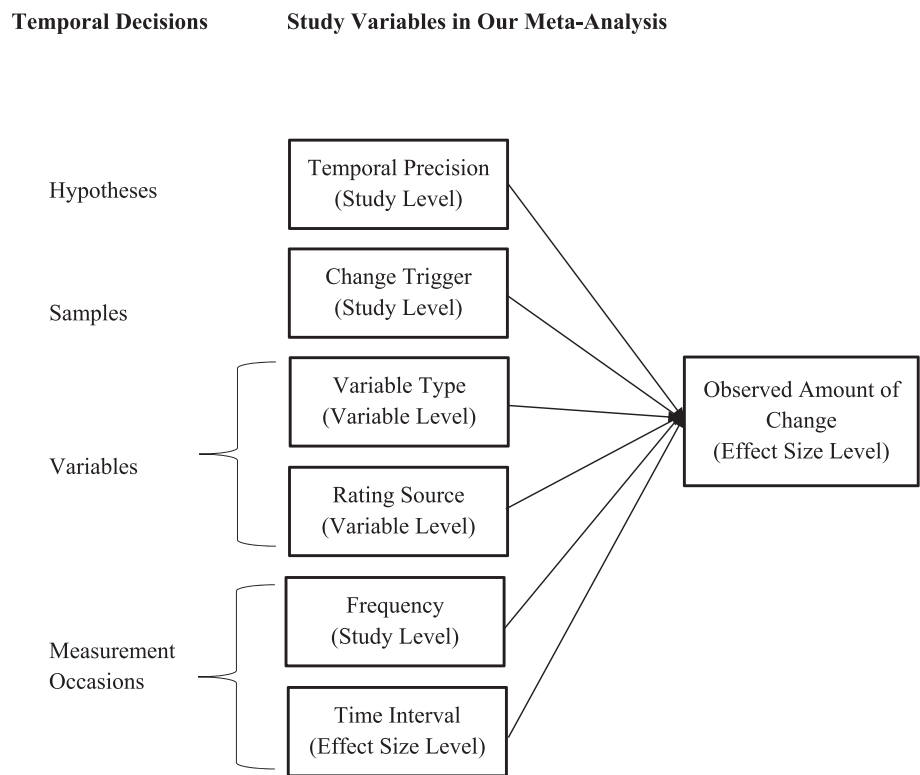 Temporal Decisions
Study Variables in Our Meta-Analysis
Hypotheses
Temporal Precision
(Study Level)
Samples
Change Trigger
(Study Level)
Variables
Variable Type
(Variable Level)
Rating Source
(Variable Level)
Measurement
Occasions
Frequency
(Study Level)
Time Interval
(Effect Size Level)
Observed Amount of
Change
(Effect Size Level)